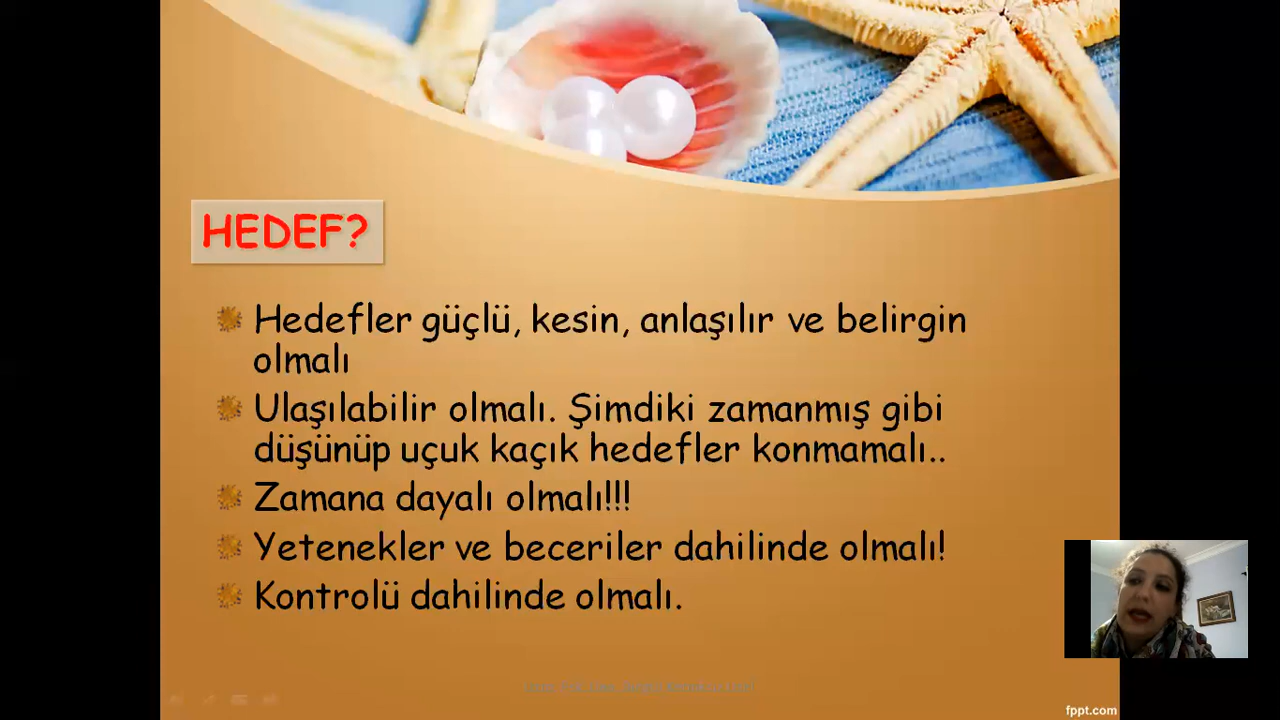 HEDEF?
Hedefler güçlü, kesin, anlaşılır ve belirgin
olmalı
Ulaşılabilir olmalı. Şimdiki zamanmış gibi
düşünüp uçuk kaçık hedefler konmamalı..
Zamana dayalı olmalı!!!
Yetenekler ve beceriler dahilinde olmalı!
Kontrolü dahilinde olmalı.
fppt.com